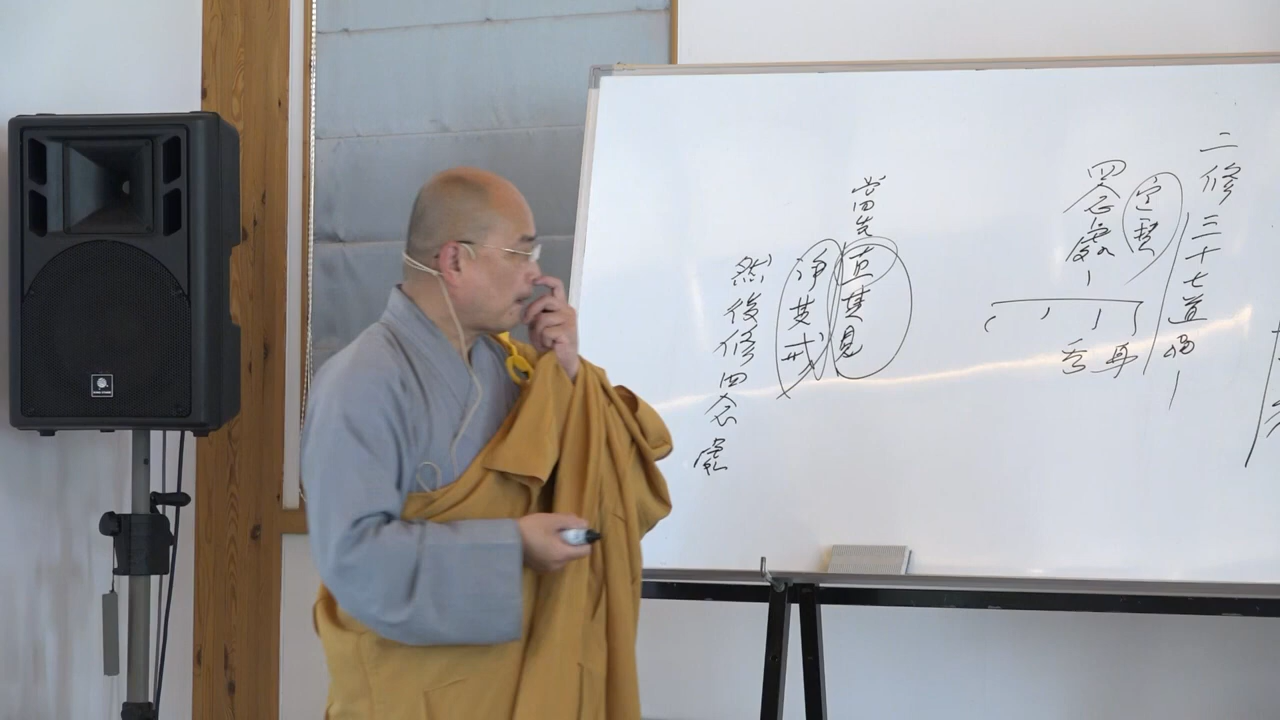 二修三十七道品
定慧
四念處
身
受
當先直其見
淨其戒
然後修四念處